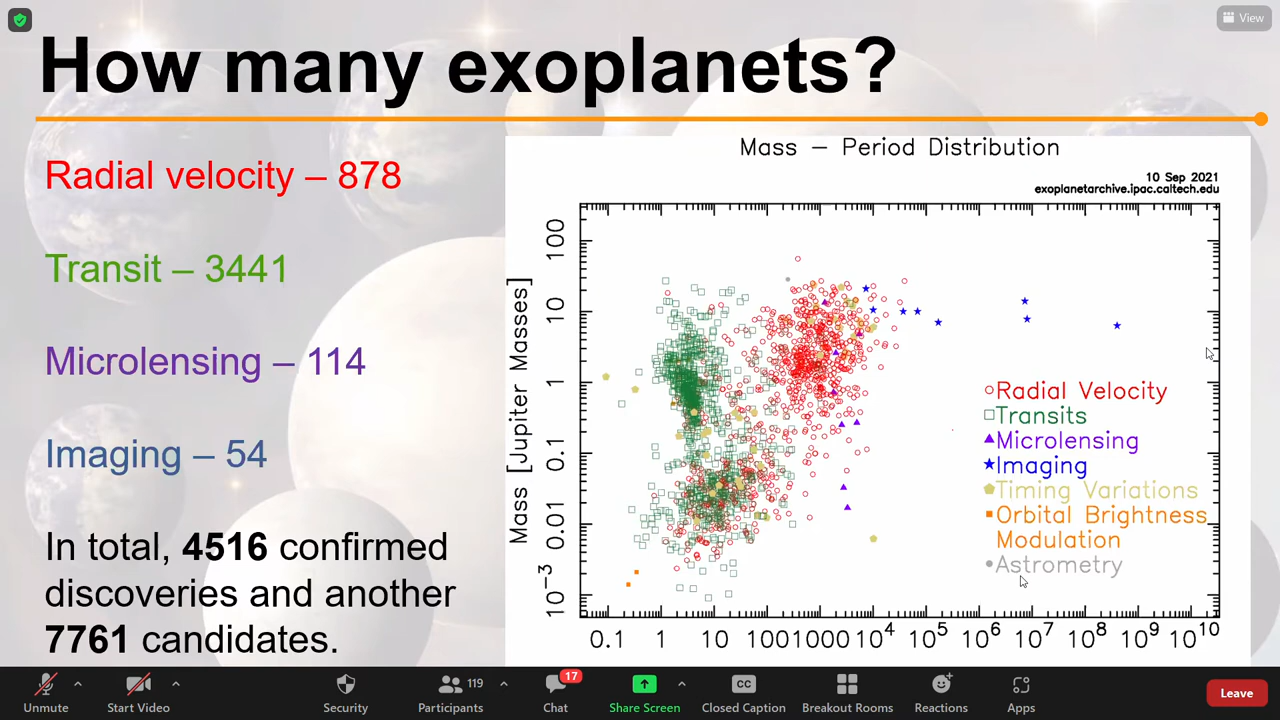 View
How many exoplanets?
Radial velocity – 878
Transit – 3441
Microlensing – 114
Imaging – 54
In total, 4516 confirmed
discoveries and another
7761 candidates.
Mass – Period Distribution
10 Sep 2021
exoplanetarchive.ipac.caltech.edu
Mass [Jupiter Masses]
100
10
1
0.1
0.01
10⁻³
Radial Velocity
Transits
Microlensing
Imaging
Timing Variations
Orbital Brightness
Modulation
Astrometry
0.1 1 10 100 1000 10⁴ 10⁵ 10⁶ 10⁷ 10⁸ 10⁹ 10¹⁰
Unmute
Start Video
Security
Participants 119
Chat 17
Share Screen
CC Closed Caption
Breakout Rooms
Reactions
Apps
Leave